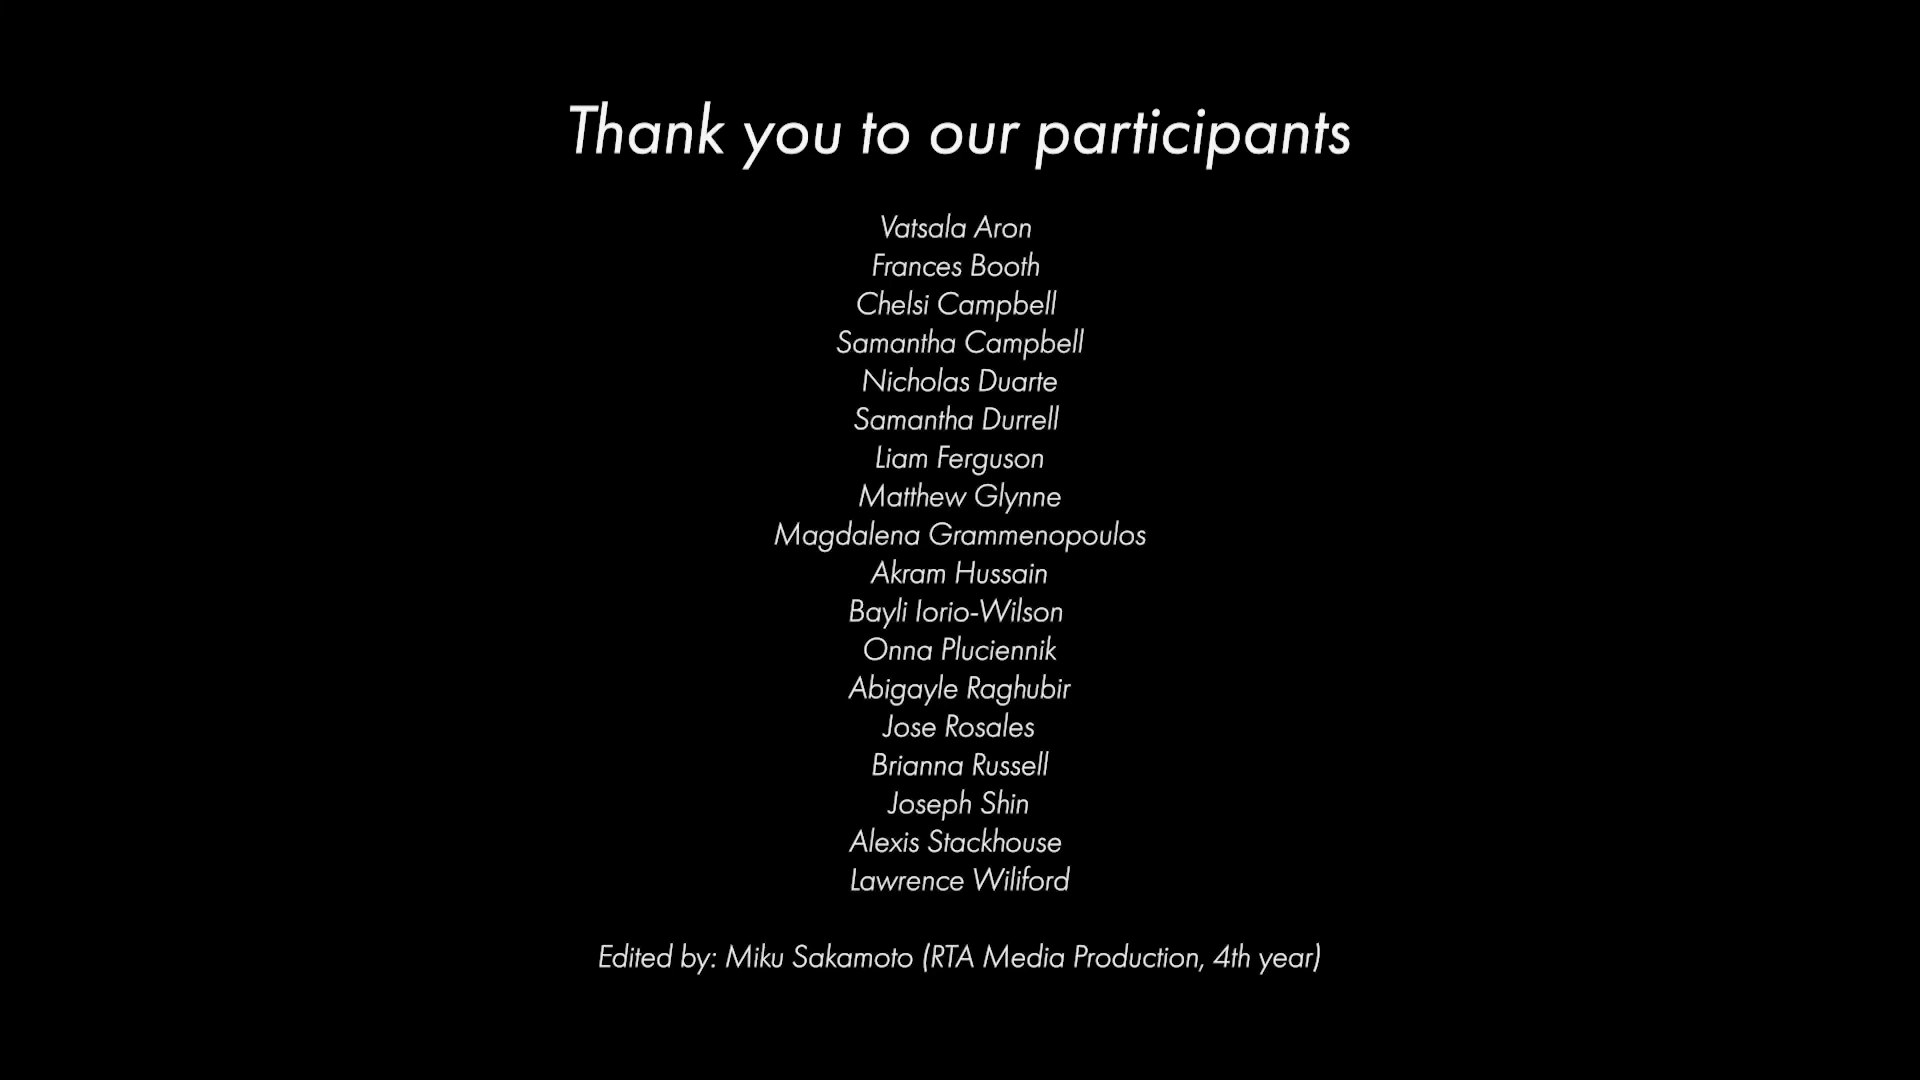 Thank you to our participants
Vatsala Aron
Frances Booth
Chelsi Campbell
Samantha Campbell
Nicholas Duarte
Samantha Durrell
Liam Ferguson
Matthew Glynne
Magdalena Grammenopoulos
Akram Hussain
Bayli Iorio-Wilson
Onna Pluciennik
Abigayle Raghubir
Jose Rosales
Brianna Russell
Joseph Shin
Alexis Stackhouse
Lawrence Wiliford
Edited by: Miku Sakamoto (RTA Media Production, 4th year)